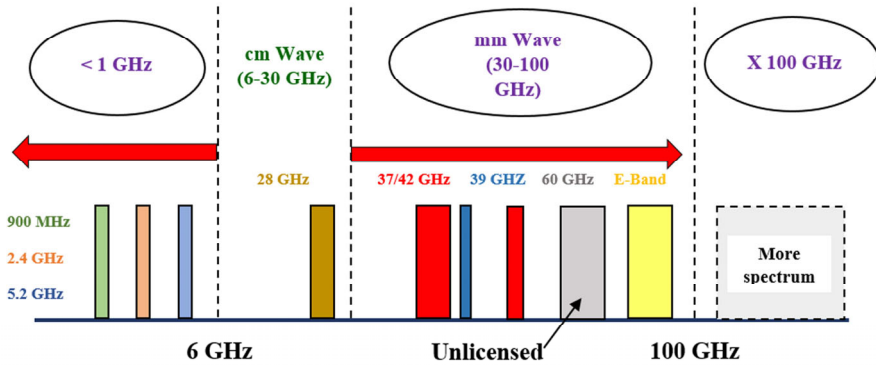 < 1 GHz
cm Wave
(6-30 GHz)
mm Wave
(30-100
GHz)
X 100 GHz
28 GHz
37/42 GHz
39 GHZ
60 GHz
E-Band
900 MHz
2.4 GHz
5.2 GHz
More
spectrum
6 GHz
Unlicensed
100 GHz